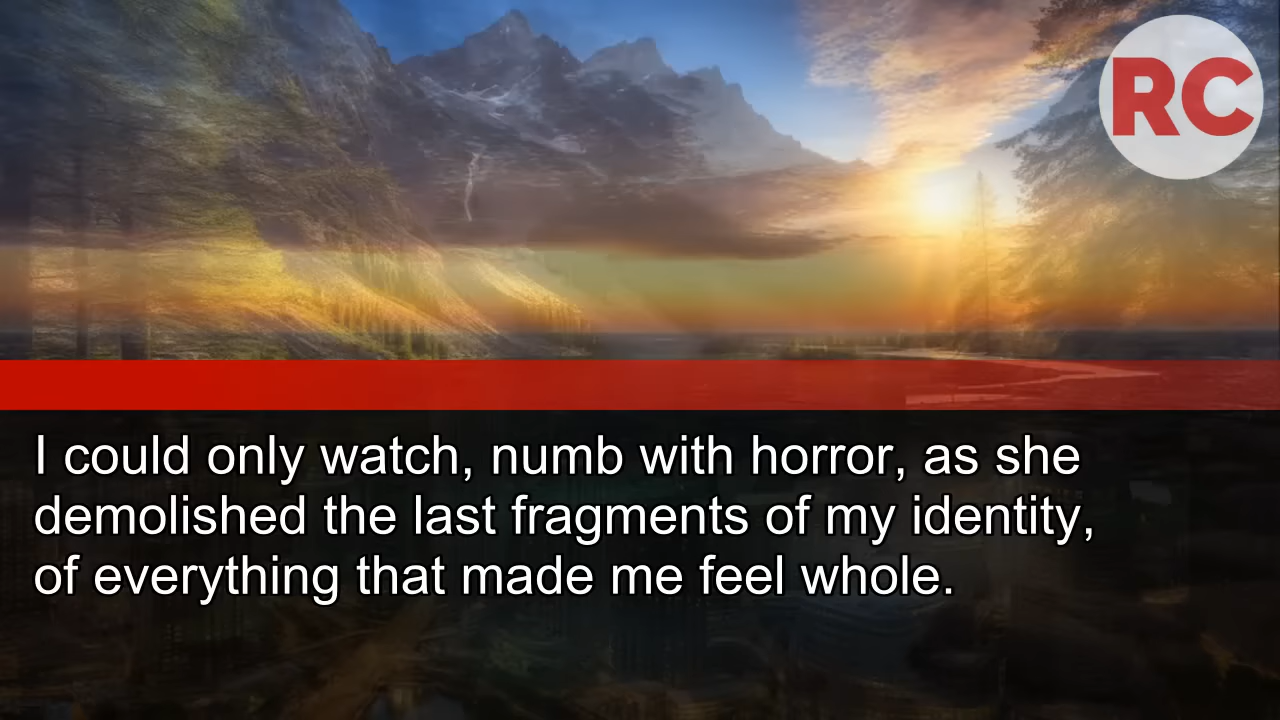 RC
I could only watch, numb with horror, as she
demolished the last fragments of my identity,
of everything that made me feel whole.